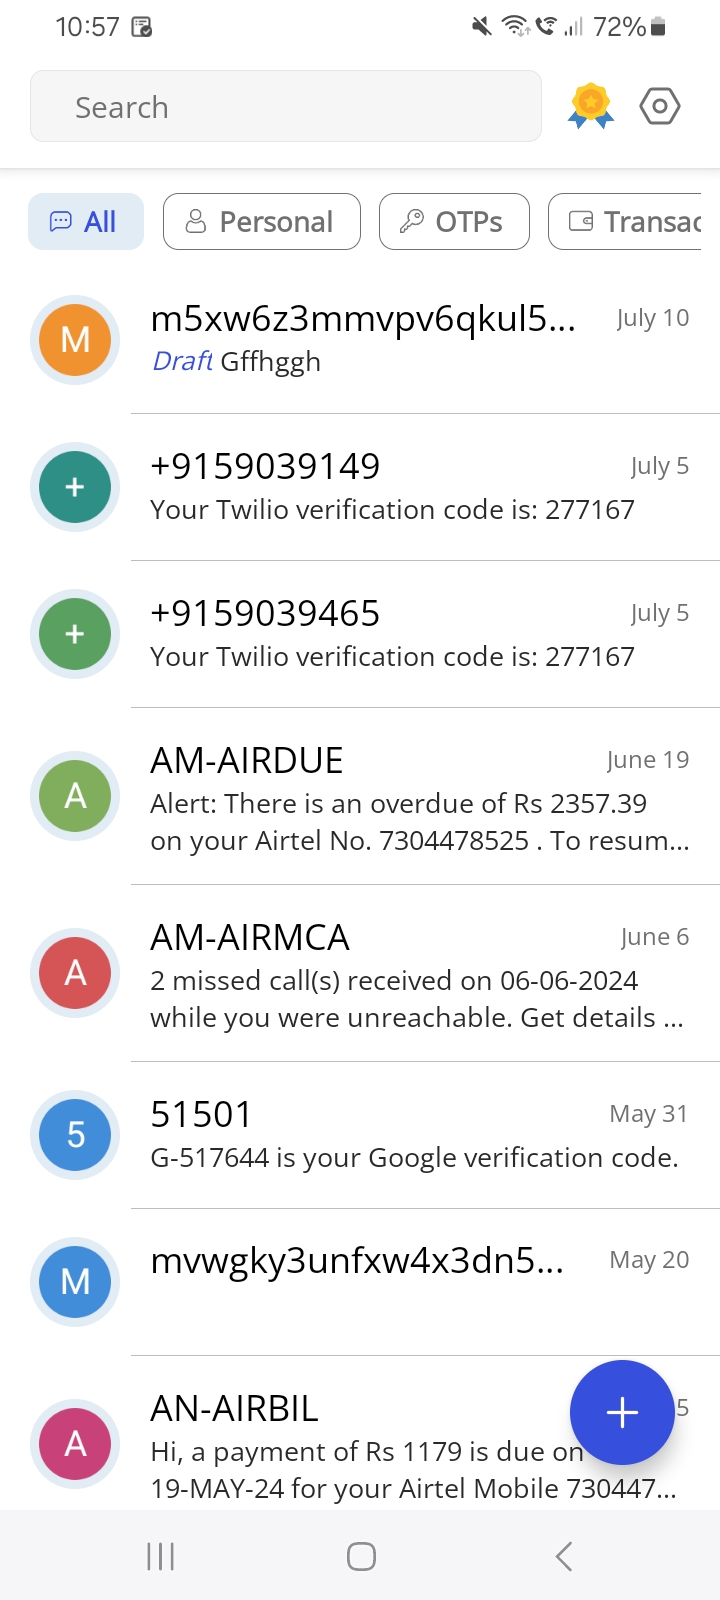 10:57
72%
Search
All
Personal
OTPs
Transac
M
m5xw6z3mmvpv6qkul5...
July 10
Draft Gffhggh
+
+9159039149
July 5
Your Twilio verification code is: 277167
+
+9159039465
July 5
Your Twilio verification code is: 277167
A
AM-AIRDUE
June 19
Alert: There is an overdue of Rs 2357.39
on your Airtel No. 7304478525 . To resum...
A
AM-AIRMCA
June 6
2 missed call(s) received on 06-06-2024
while you were unreachable. Get details ...
5
51501
May 31
G-517644 is your Google verification code.
M
mvwgky3unfxw4x3dn5...
May 20
A
AN-AIRBIL
5
Hi, a payment of Rs 1179 is due on
19-MAY-24 for your Airtel Mobile 730447...